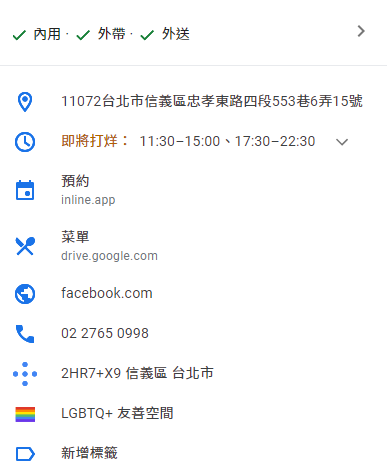 內用 · 外帶 · 外送
11072台北市信義區忠孝東路四段553巷6弄15號
即將打烊： 11:30–15:00、17:30–22:30
預約
inline.app
菜單
drive.google.com
facebook.com
02 2765 0998
2HR7+X9 信義區 台北市
LGBTQ+ 友善空間
新增標籤